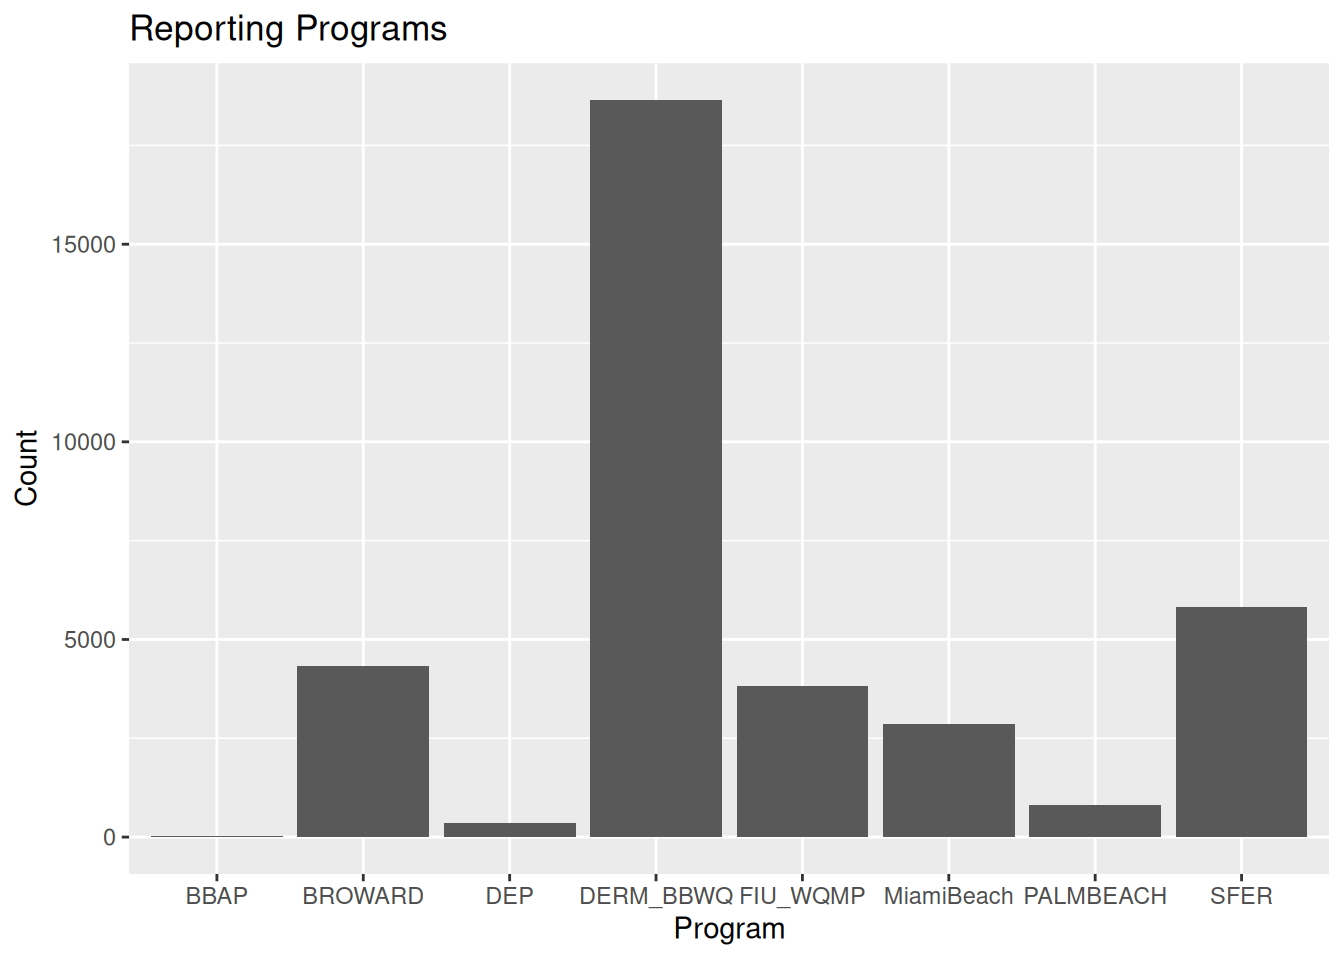 Reporting Programs
Count
15000
10000
5000
0
BBAP BROWARD DEP DERM_BBWQ FIU_WQMP MiamiBeach PALMBEACH SFER
Program